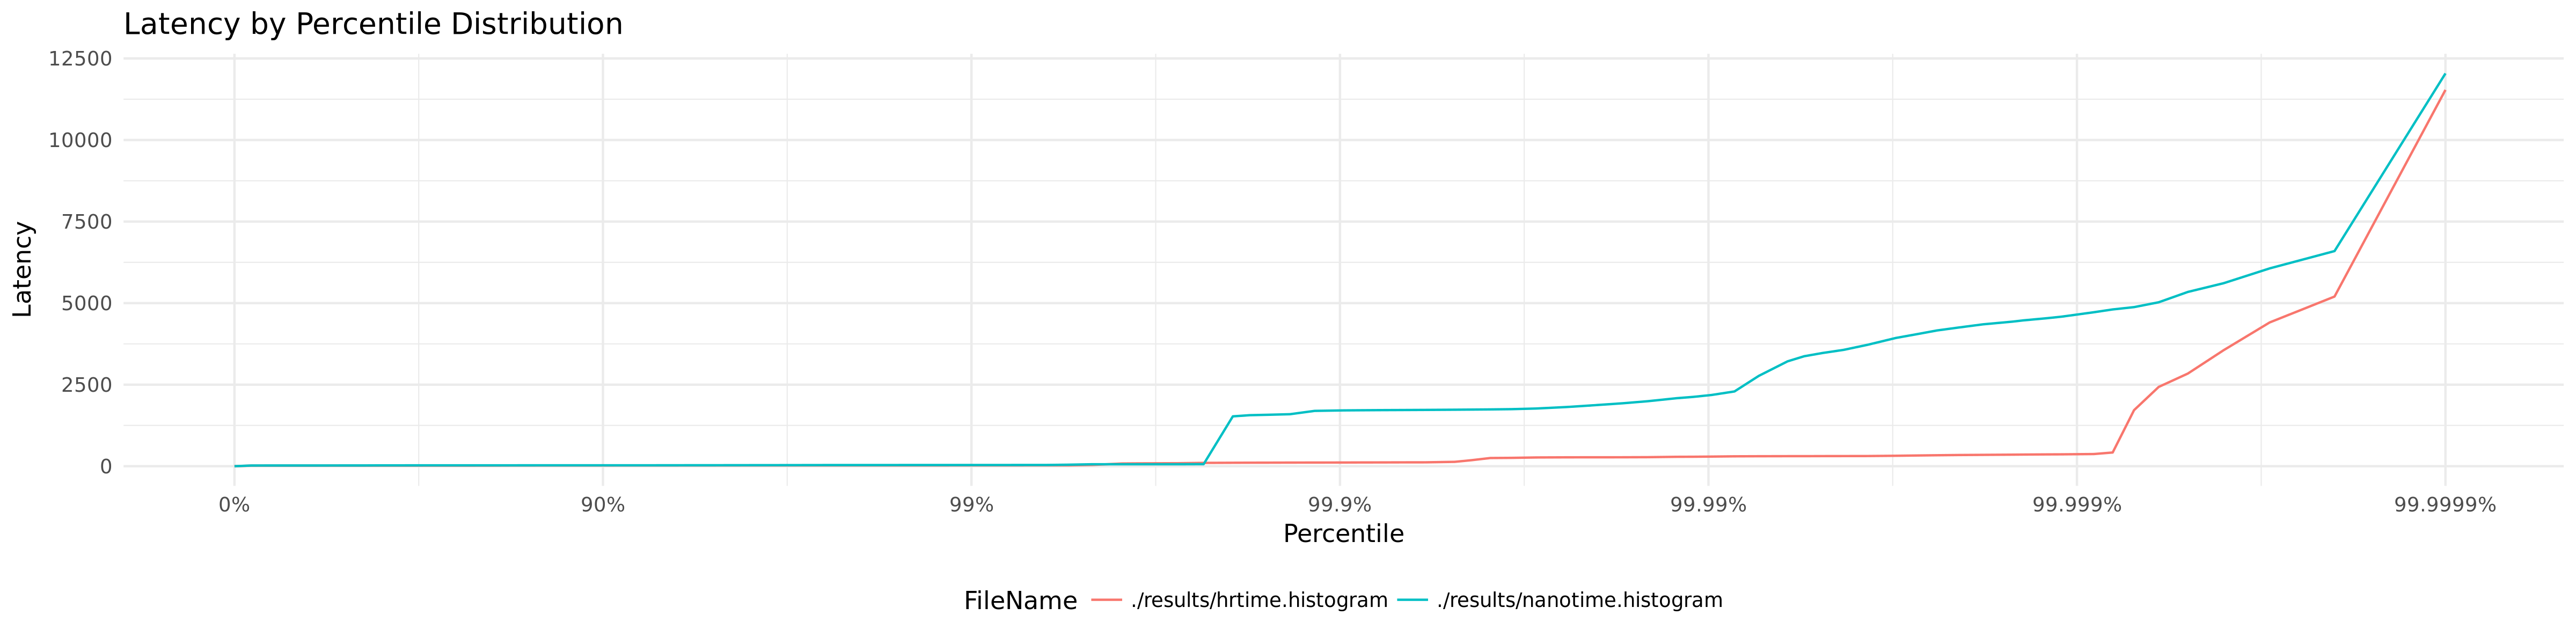 Latency by Percentile Distribution
12500
10000
7500
5000
2500
0
Latency
0% 90% 99% 99.9% 99.99% 99.999% 99.9999%
Percentile
FileName ./results/hrtime.histogram ./results/nanotime.histogram